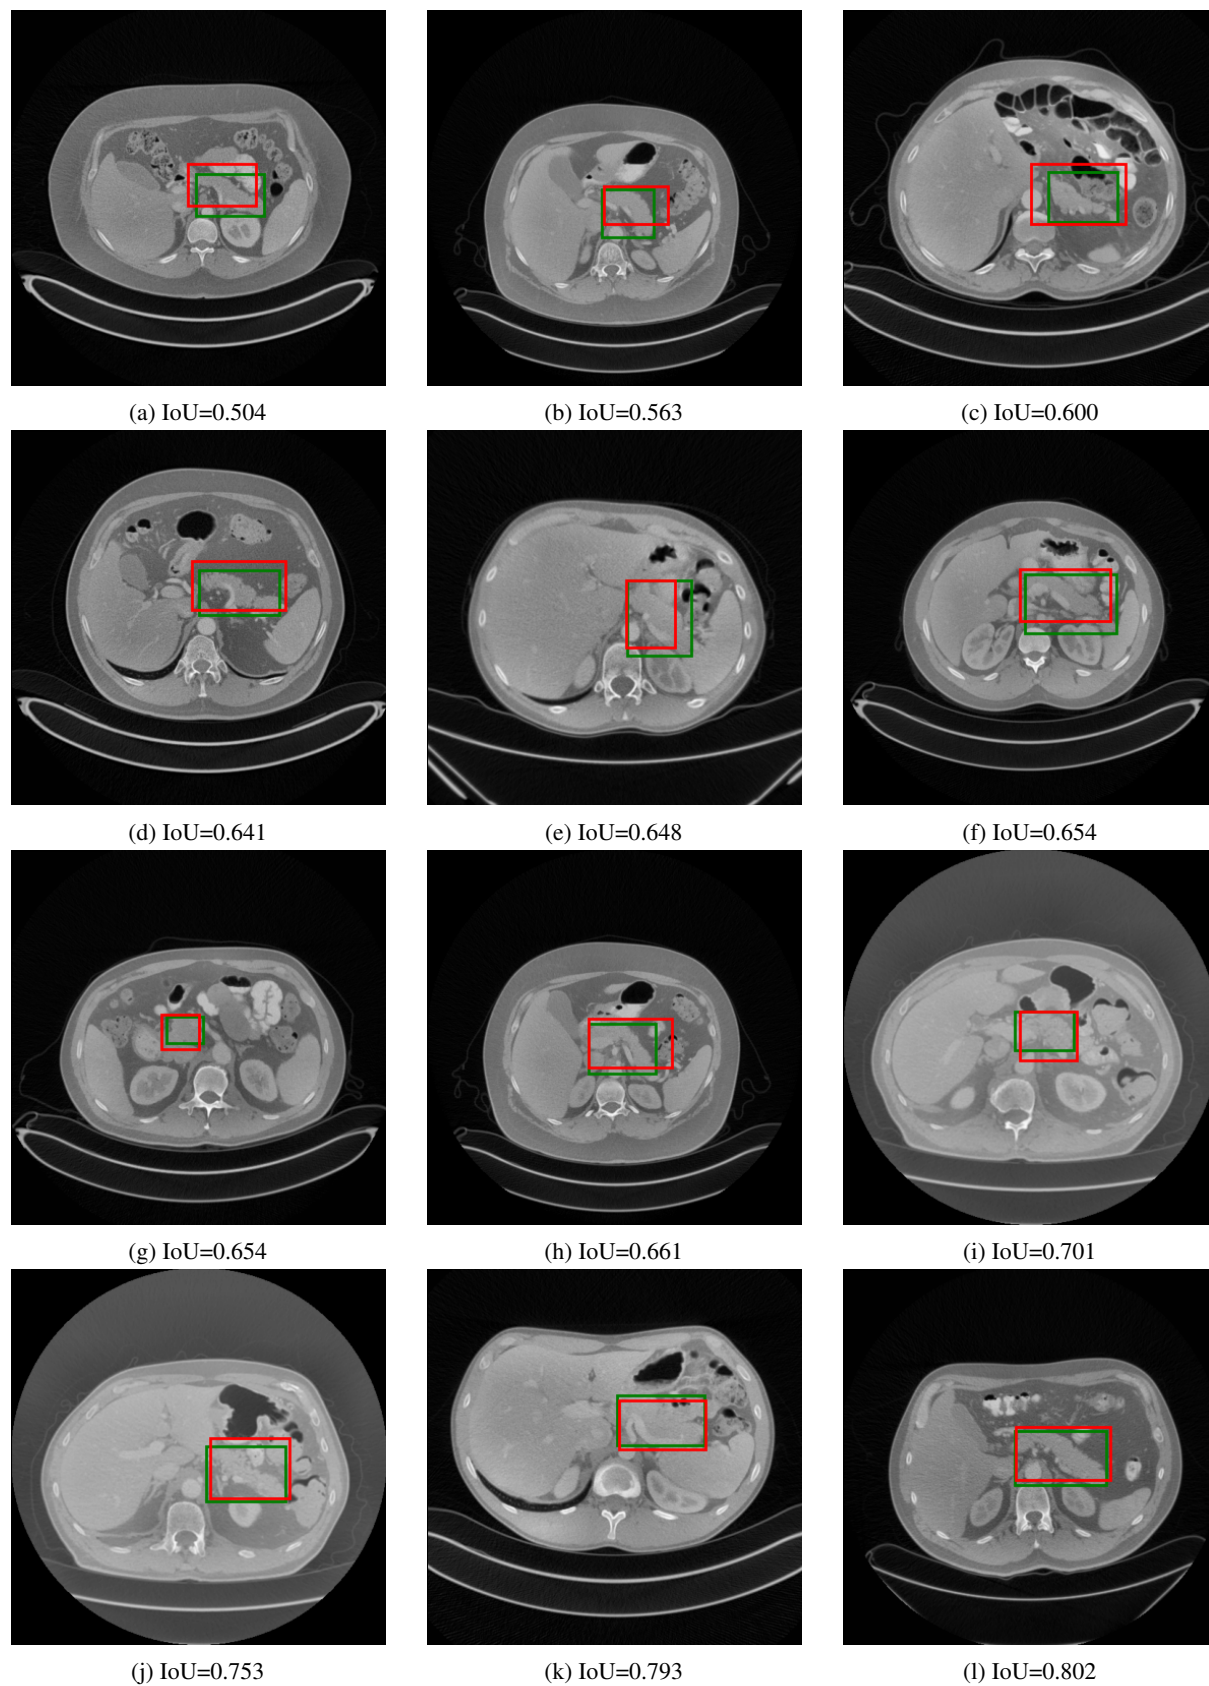 (a) IoU=0.504
(b) IoU=0.563
(c) IoU=0.600
(d) IoU=0.641
(e) IoU=0.648
(f) IoU=0.654
(g) IoU=0.654
(h) IoU=0.661
(i) IoU=0.701
(j) IoU=0.753
(k) IoU=0.793
(l) IoU=0.802